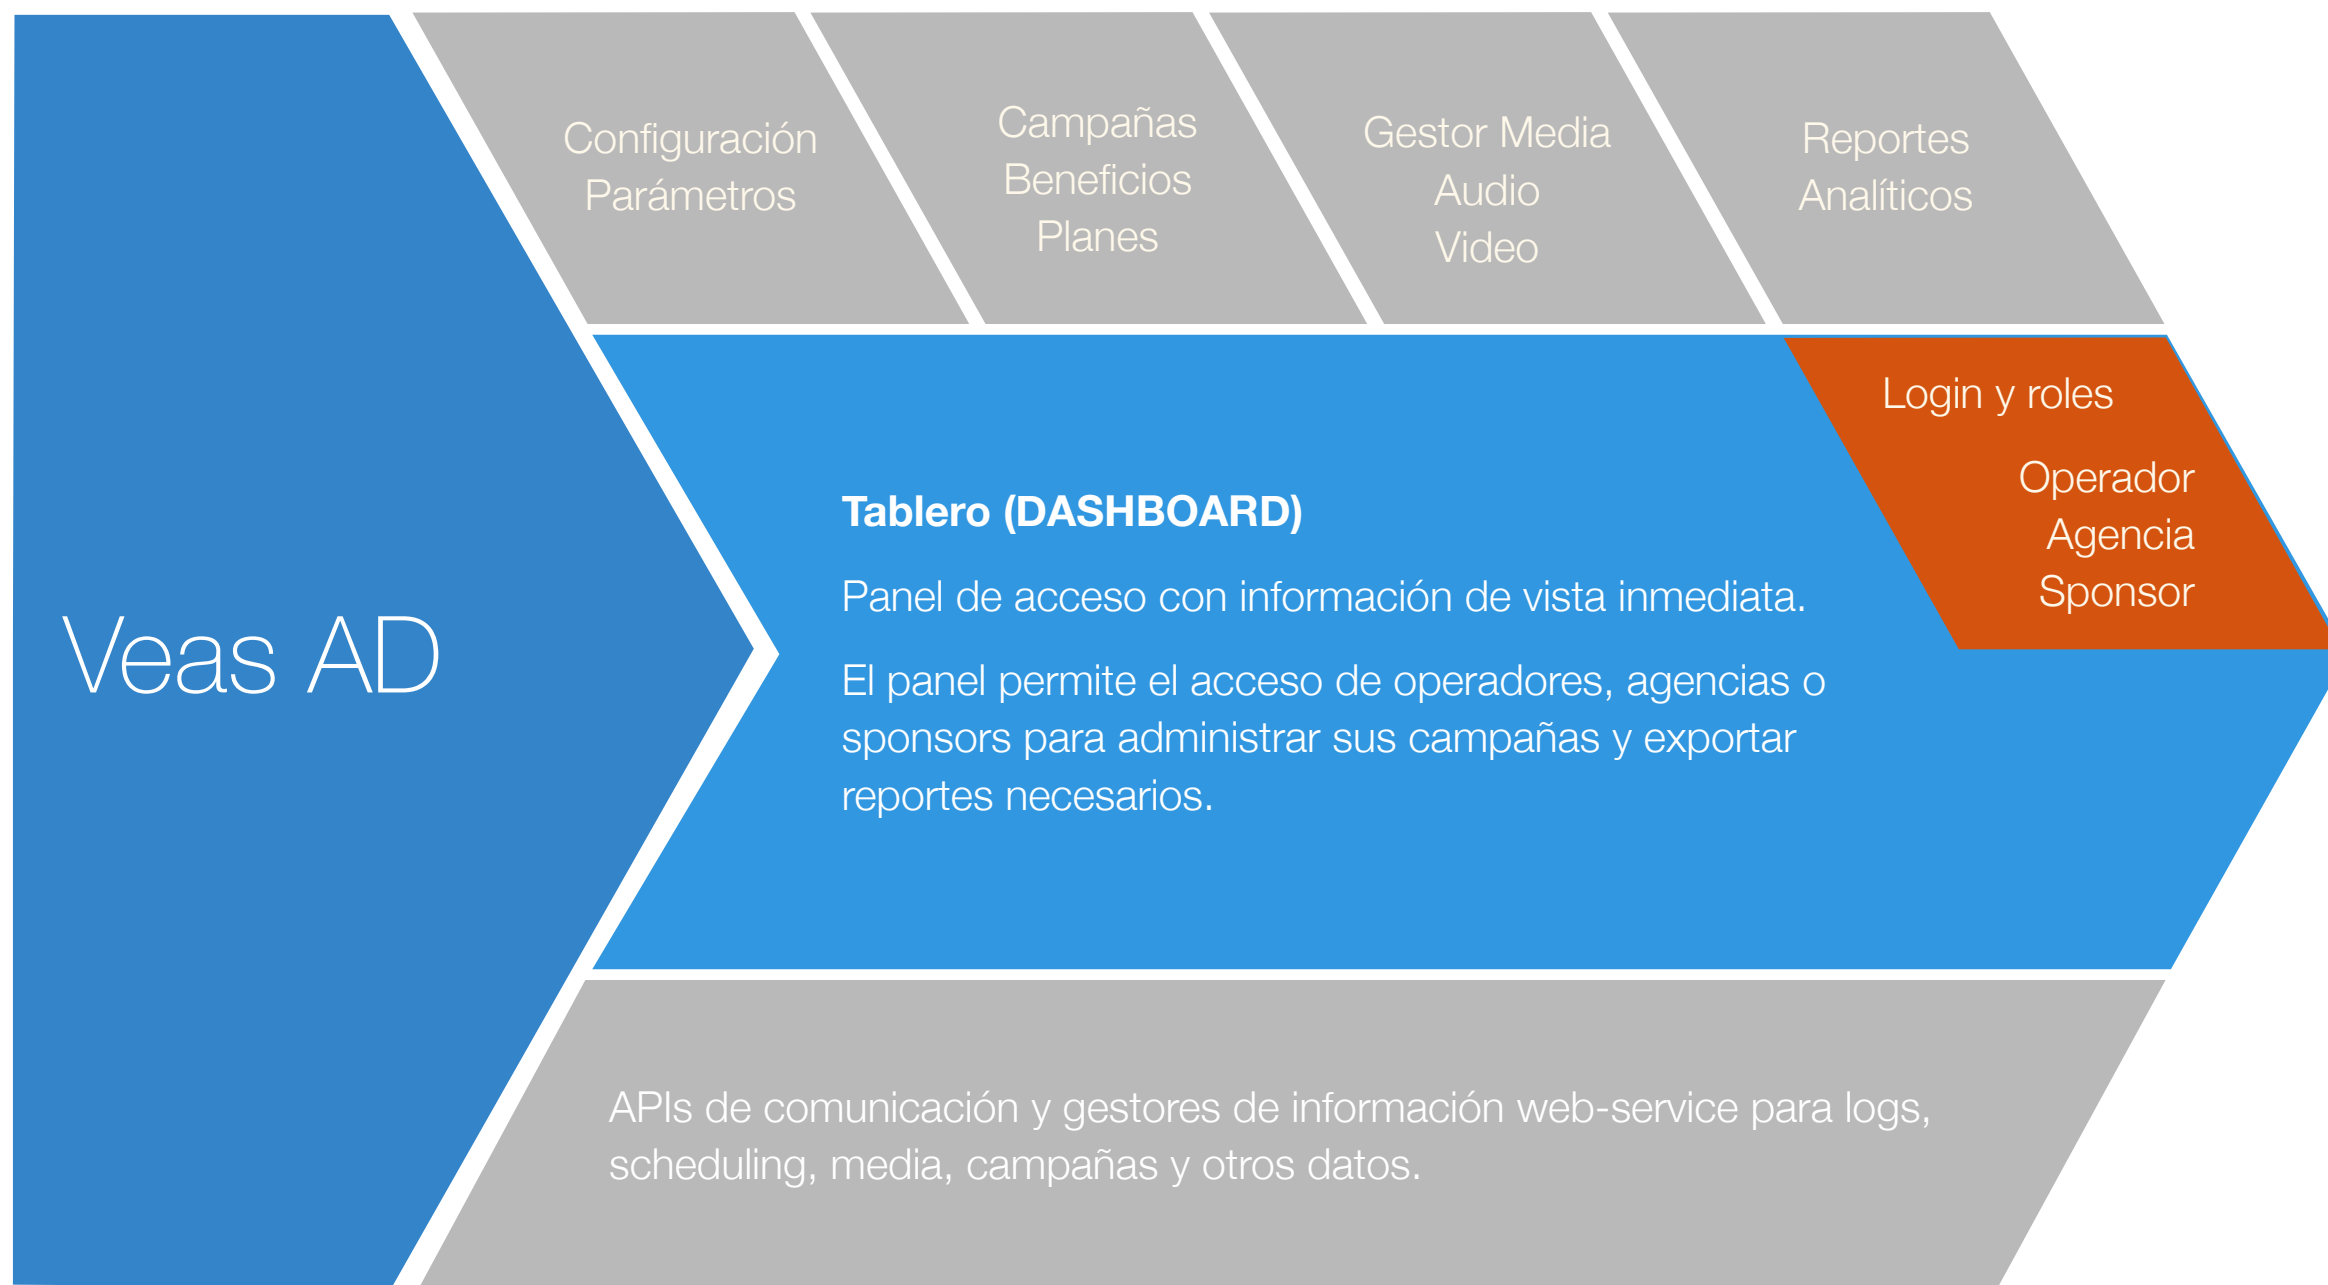 Veas AD
Configuración
Parámetros
Campañas
Beneficios
Planes
Gestor Media
Audio
Video
Reportes
Analíticos
Login y roles
Operador
Agencia
Sponsor
Tablero (DASHBOARD)
Panel de acceso con información de vista inmediata.
El panel permite el acceso de operadores, agencias o
sponsors para administrar sus campañas y exportar
reportes necesarios.
APIs de comunicación y gestores de información web-service para logs,
scheduling, media, campañas y otros datos.